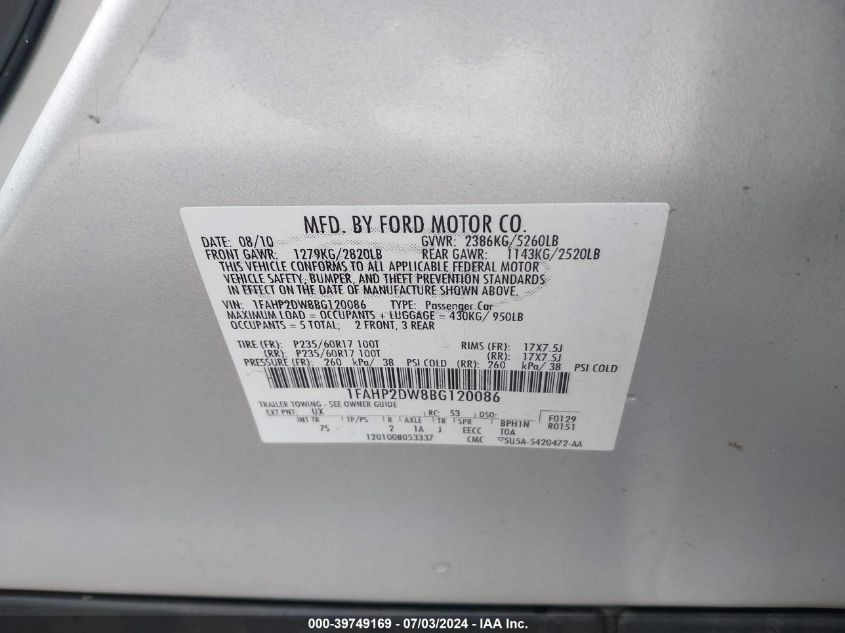 MFD. BY FORD MOTOR CO.
DATE: 08/10 GVWR: 2386KG/5260LB
FRONT GAWR: 1279KG/2820LB REAR GAWR: 1143KG/2520LB
THIS VEHICLE CONFORMS TO ALL APPLICABLE FEDERAL MOTOR
VEHICLE SAFETY, BUMPER, AND THEFT PREVENTION STANDARDS
IN EFFECT ON THE DATE OF MANUFACTURE SHOWN ABOVE.
VIN: 1FAHP2DW8BG120086 TYPE: Passenger Car
MAXIMUM LOAD = OCCUPANTS + LUGGAGE = 430KG/ 950LB
OCCUPANTS = 5 TOTAL; 2 FRONT, 3 REAR
TIRE (FR): P235/60R17 100T RIMS (FR): 17X7.5J
(RR): P235/60R17 100T (RR): 17X7.5J
PRESSURE (FR): 260 kPa/ 38 PSI COLD (RR): 260 kPa/ 38 PSI COLD
1FAHP2DW8BG120086
TRAILER TOWING - SEE OWNER GUIDE
EXT PNT: UX RC: 53 DSO: F0129
INT TR TP/PS R AXLE TR SPR BPH1N R0151
75 2 1A J EECC TOA
1201008053337 CMC 5U5A-5420472-AA
000-39749169 - 07/03/2024 - IAA Inc.